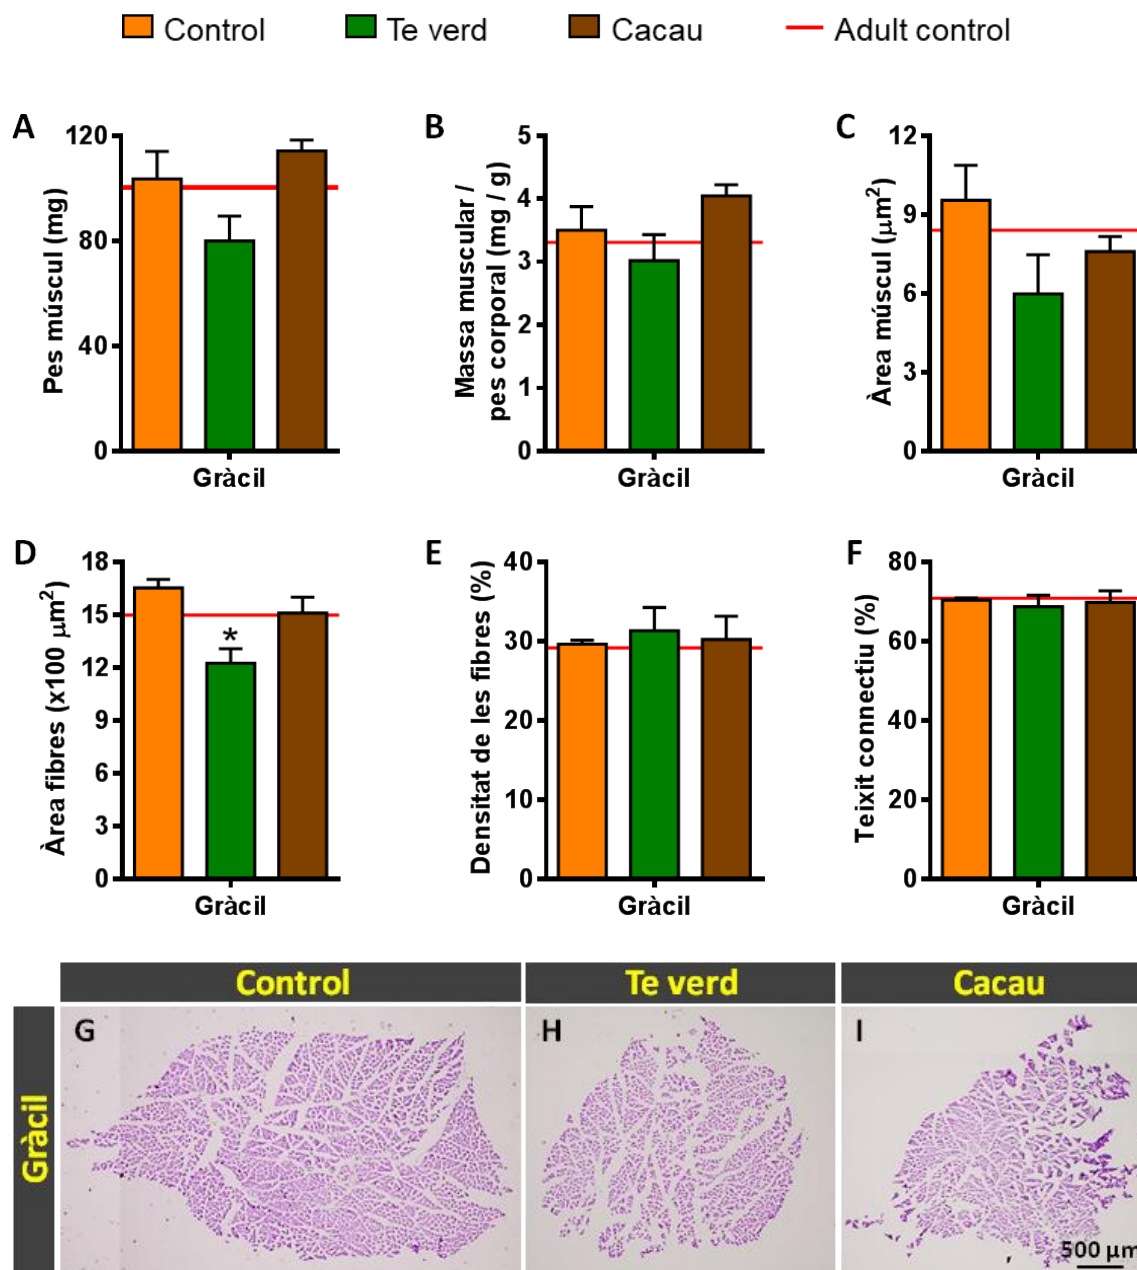 Control Te verd Cacau Adult control
A B C
Pes múscul (mg)
120
80
40
0
Gràcil
Massa muscular /
pes corporal (mg / g)
5
4
3
2
1
0
Gràcil
Àrea múscul (μm²)
12
9
6
3
0
Gràcil
D E F
Àrea fibres (x100 μm²)
18
15
12
9
6
3
0
*
Gràcil
Densitat de les fibres (%)
40
30
20
10
0
Gràcil
Teixit connectiu (%)
80
60
40
20
0
Gràcil
Control Te verd Cacau
Gràcil
G H I
500 μm